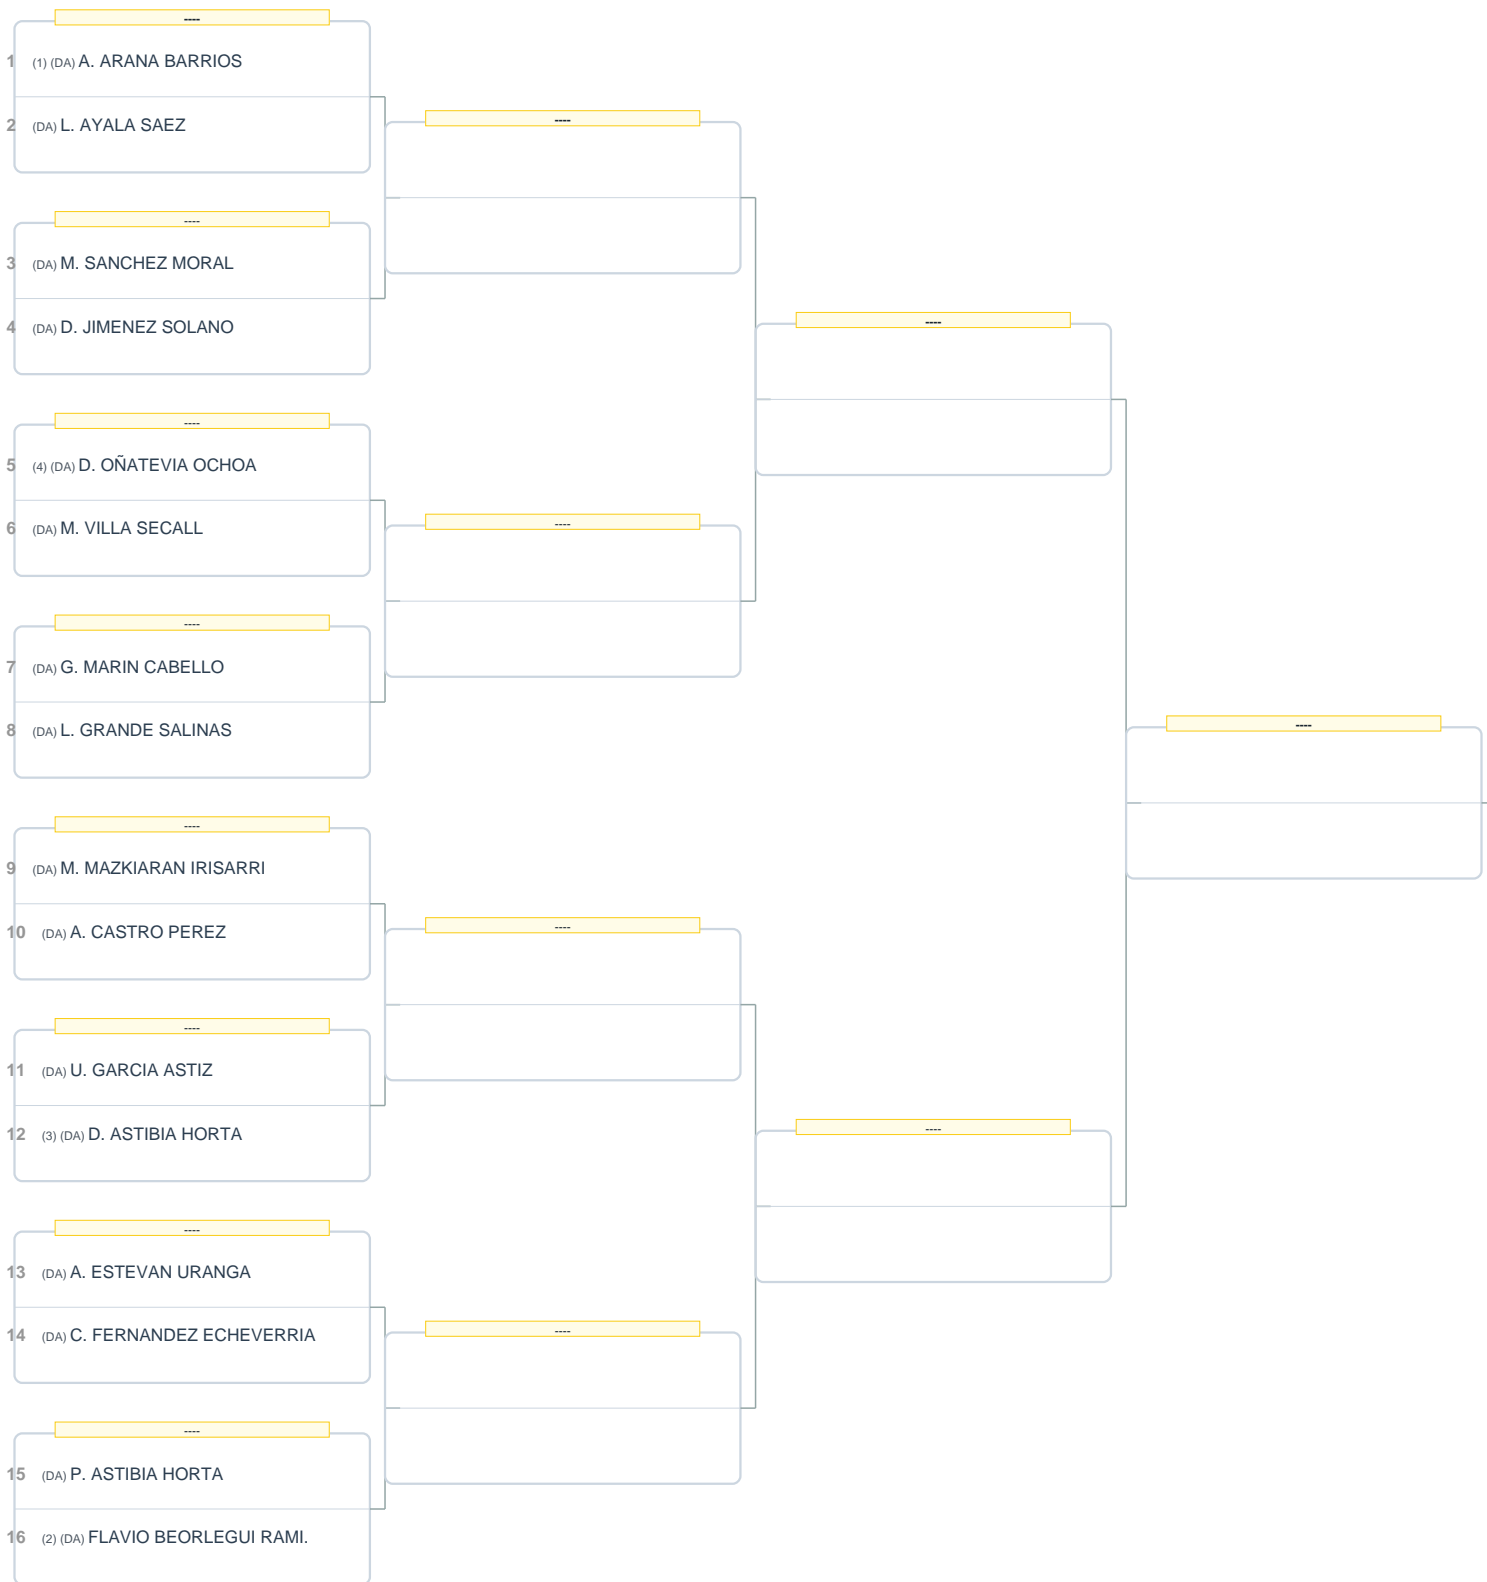 ----
1 (1) (DA) A. ARANA BARRIOS
2 (DA) L. AYALA SAEZ
----
----
3 (DA) M. SANCHEZ MORAL
4 (DA) D. JIMENEZ SOLANO
----
----
5 (4) (DA) D. OÑATEVIA OCHOA
6 (DA) M. VILLA SECALL
----
----
7 (DA) G. MARIN CABELLO
8 (DA) L. GRANDE SALINAS
----
----
9 (DA) M. MAZKIARAN IRISARRI
10 (DA) A. CASTRO PEREZ
----
----
11 (DA) U. GARCIA ASTIZ
12 (3) (DA) D. ASTIBIA HORTA
----
----
13 (DA) A. ESTEVAN URANGA
14 (DA) C. FERNANDEZ ECHEVERRIA
----
----
15 (DA) P. ASTIBIA HORTA
16 (2) (DA) FLAVIO BEORLEGUI RAMI.